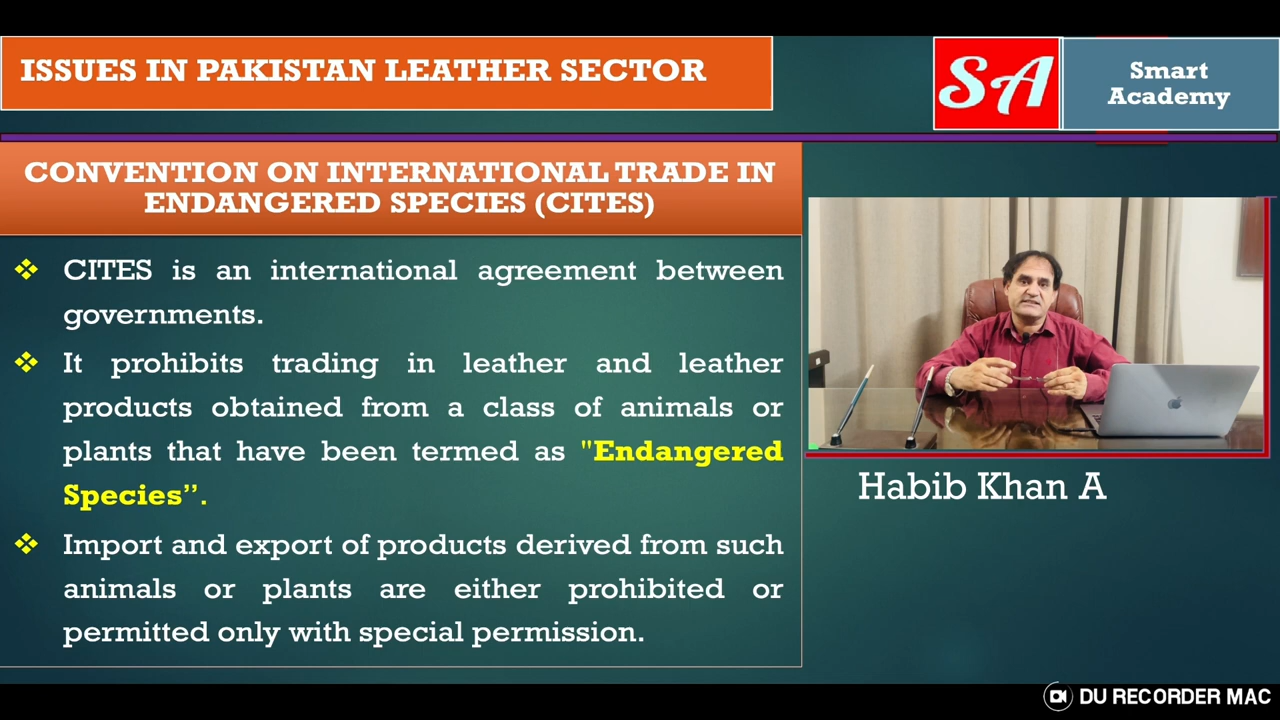 ISSUES IN PAKISTAN LEATHER SECTOR
SA
Smart
Academy
CONVENTION ON INTERNATIONAL TRADE IN
ENDANGERED SPECIES (CITES)
❖ CITES is an international agreement between
governments.
❖ It prohibits trading in leather and leather
products obtained from a class of animals or
plants that have been termed as "Endangered
Species”.
❖ Import and export of products derived from such
animals or plants are either prohibited or
permitted only with special permission.
Habib Khan A
DU RECORDER MAC